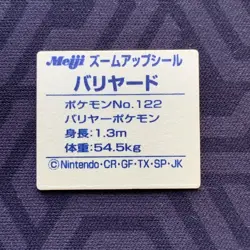 Meiji ズームアップシール
バリヤード
ポケモンNo.122
バリヤーポケモン
身長:1.3m
体重:54.5kg
©Nintendo・CR・GF・TX・SP・JK